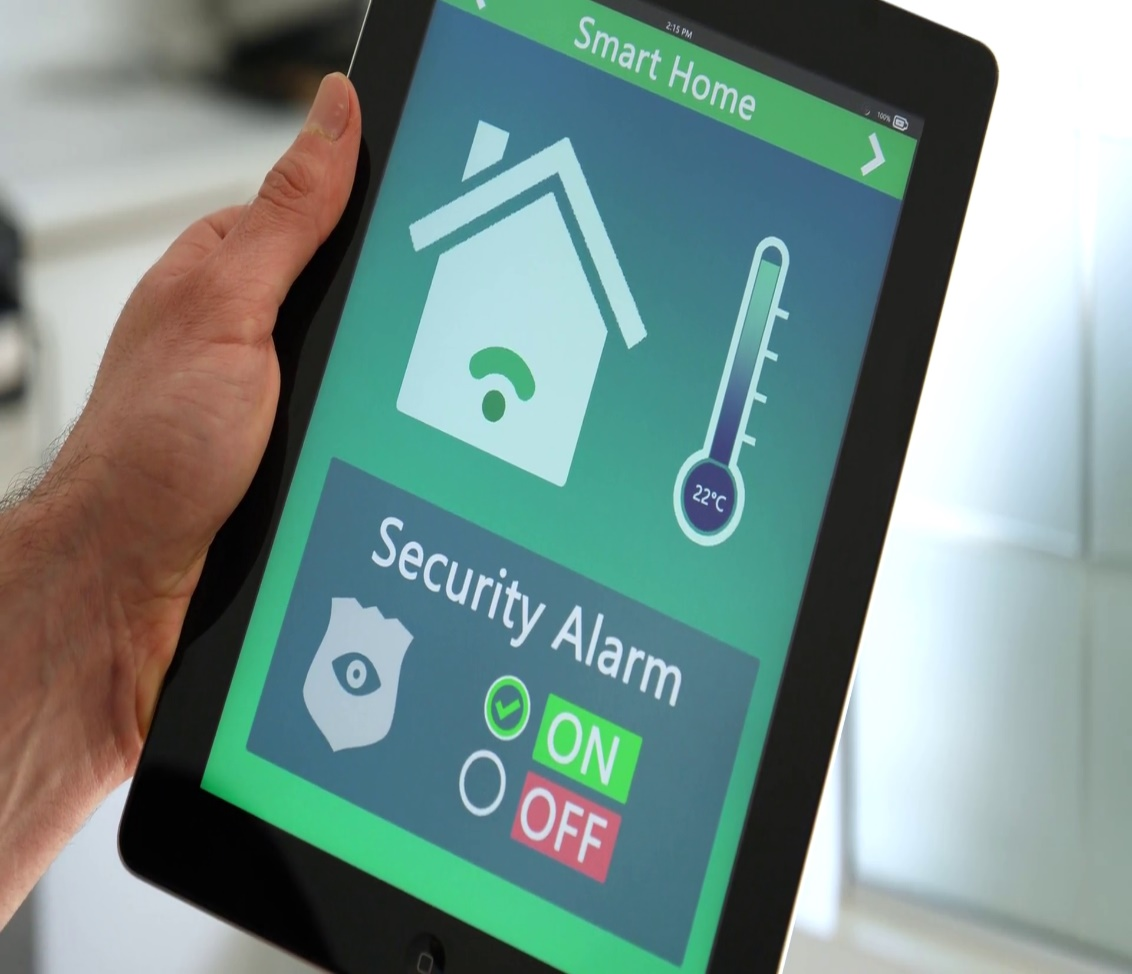 2:15 PM
100%
Smart Home
22°C
Security Alarm
ON
OFF